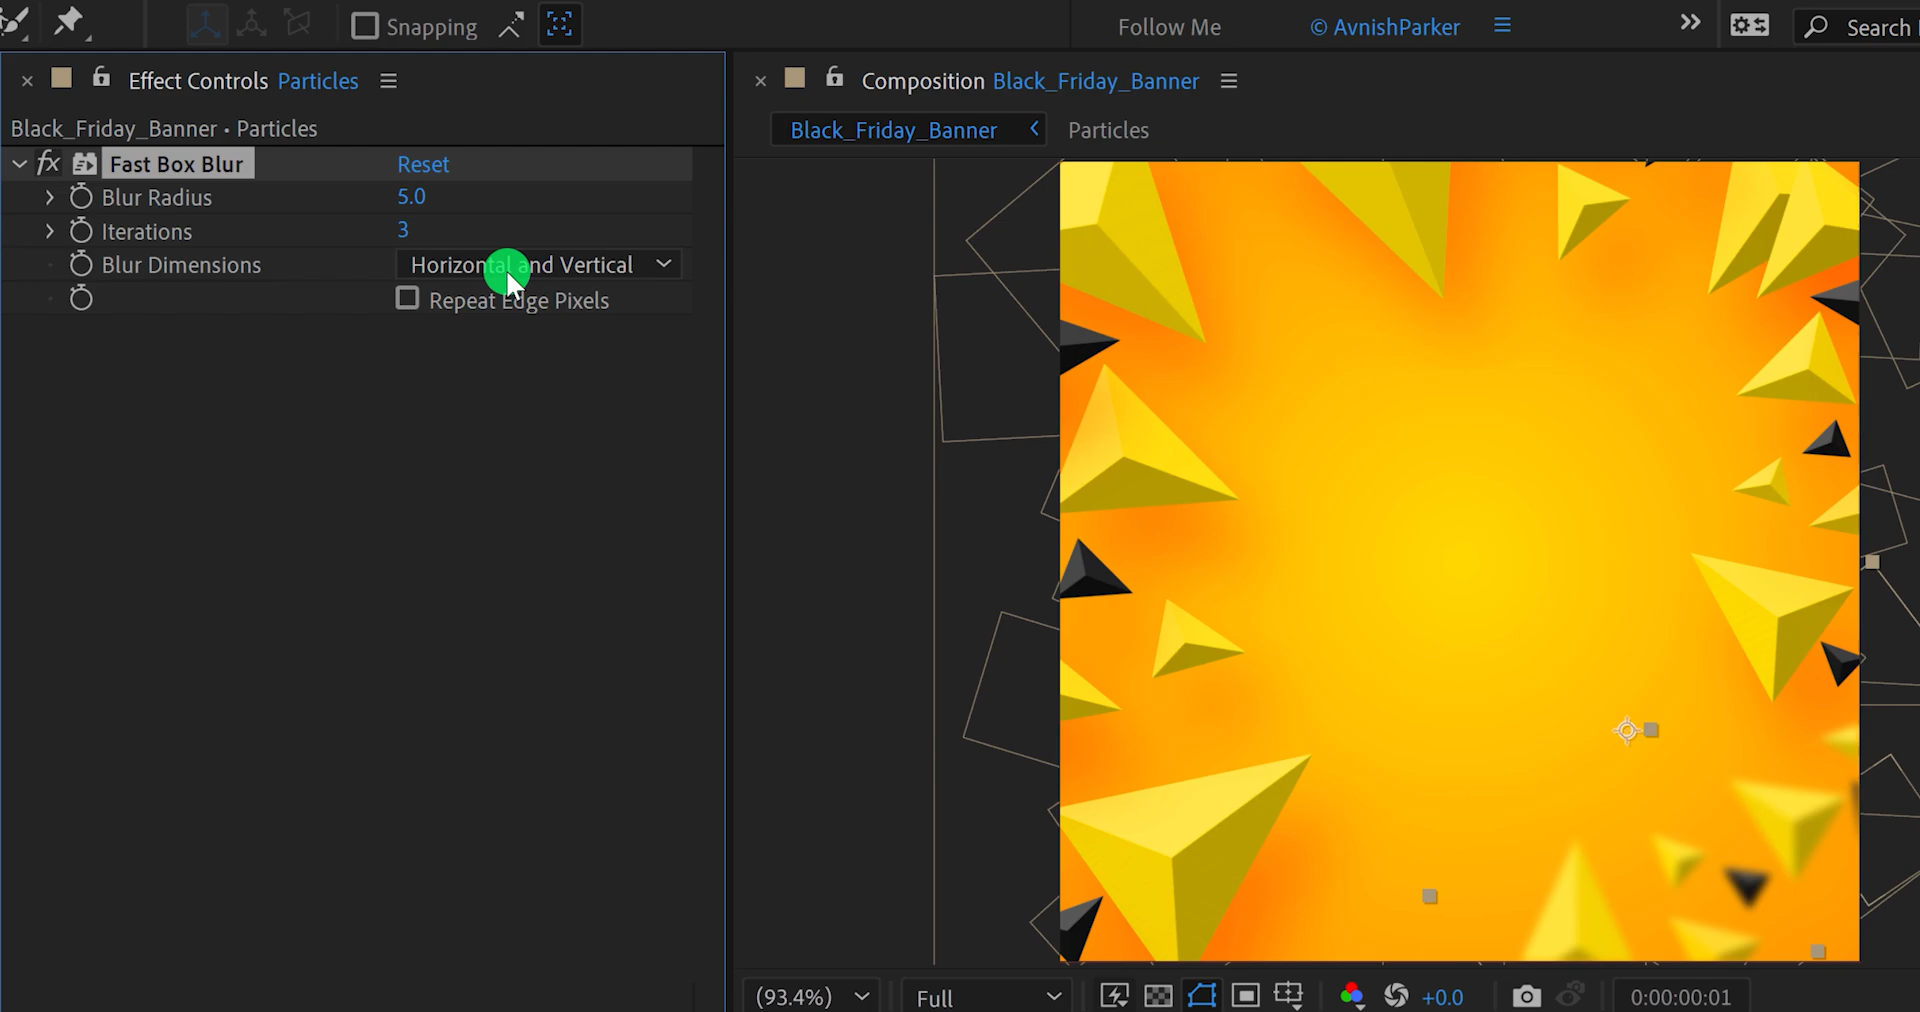 Snapping
Follow Me
© AvnishParker
Search
Effect Controls Particles
Black_Friday_Banner • Particles
fx Fast Box Blur Reset
Blur Radius 5.0
Iterations 3
Blur Dimensions Horizontal and Vertical
Repeat Edge Pixels
Composition Black_Friday_Banner
Black_Friday_Banner Particles
(93.4%) Full +0.0 0:00:00:01